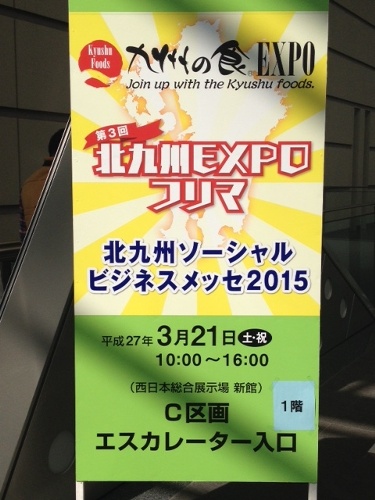 Kyushu
Foods
九州の食 EXPO
Join up with the Kyushu foods.
第3回
北九州EXPO
フリマ
北九州ソーシャル
ビジネスメッセ2015
平成27年 3月21日 土・祝
10:00～16:00
(西日本総合展示場 新館)
C区画
1階
エスカレーター入口